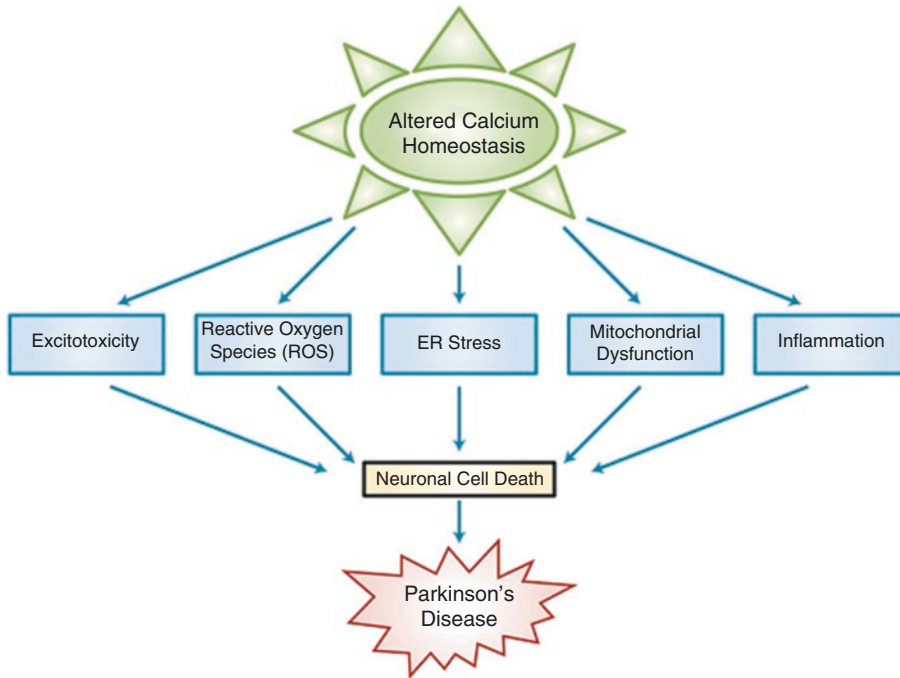 Altered Calcium
Homeostasis
Excitotoxicity
Reactive Oxygen
Species (ROS)
ER Stress
Mitochondrial
Dysfunction
Inflammation
Neuronal Cell Death
Parkinson's
Disease